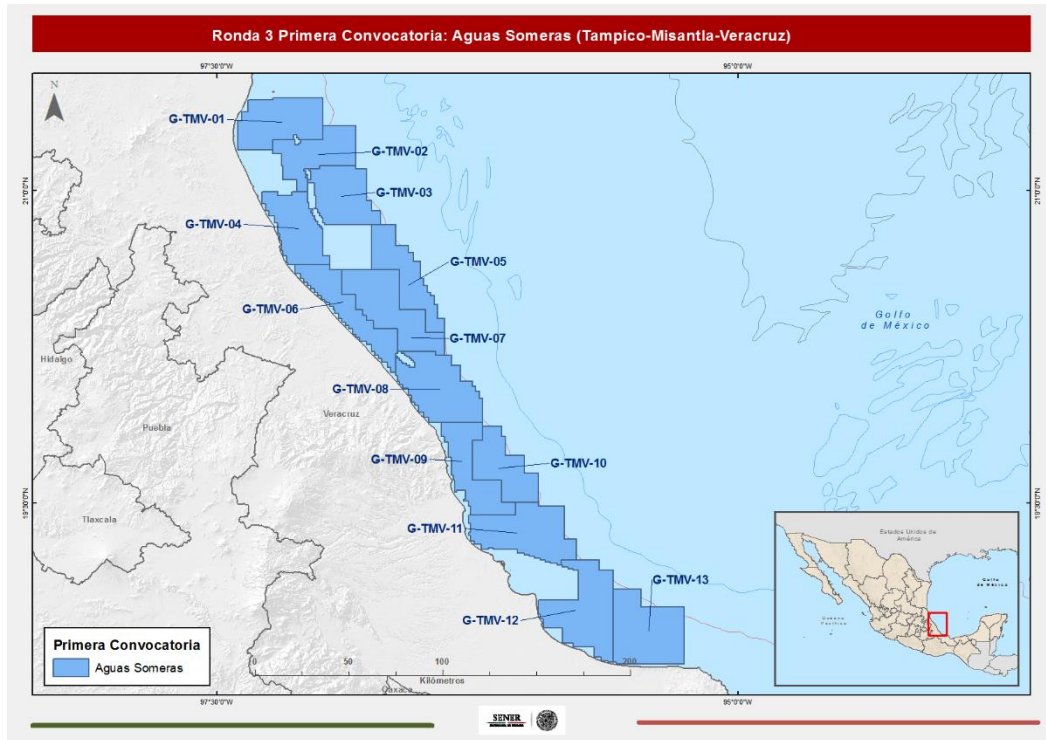 Ronda 3 Primera Convocatoria: Aguas Someras (Tampico-Misantla-Veracruz)
97°30'0"W
95°0'0"W
N
G-TMV-01
G-TMV-02
21°0'0"N
21°0'0"N
G-TMV-03
G-TMV-04
G-TMV-05
G-TMV-06
Golfo
de México
G-TMV-07
Hidalgo
G-TMV-08
Veracruz
Puebla
G-TMV-09
G-TMV-10
19°30'0"N
19°30'0"N
Tlaxcala
G-TMV-11
Estados Unidos de
América
Golfo
de México
G-TMV-13
G-TMV-12
Océano
Pacífico
Primera Convocatoria
Aguas Someras
0
50
100
200
Kilómetros
Oaxaca
97°30'0"W
95°0'0"W
SENER